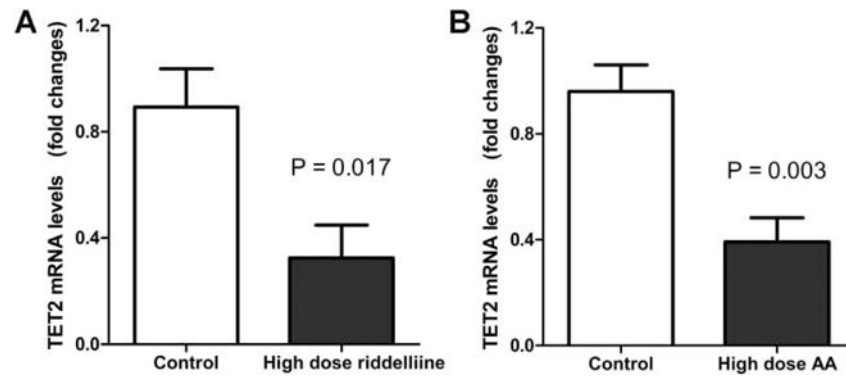 A
TET2 mRNA levels (fold changes)
1.2
0.8
0.4
0.0
P = 0.017
Control
High dose riddelliine
B
TET2 mRNA levels (fold changes)
1.2
0.8
0.4
0.0
P = 0.003
Control
High dose AA